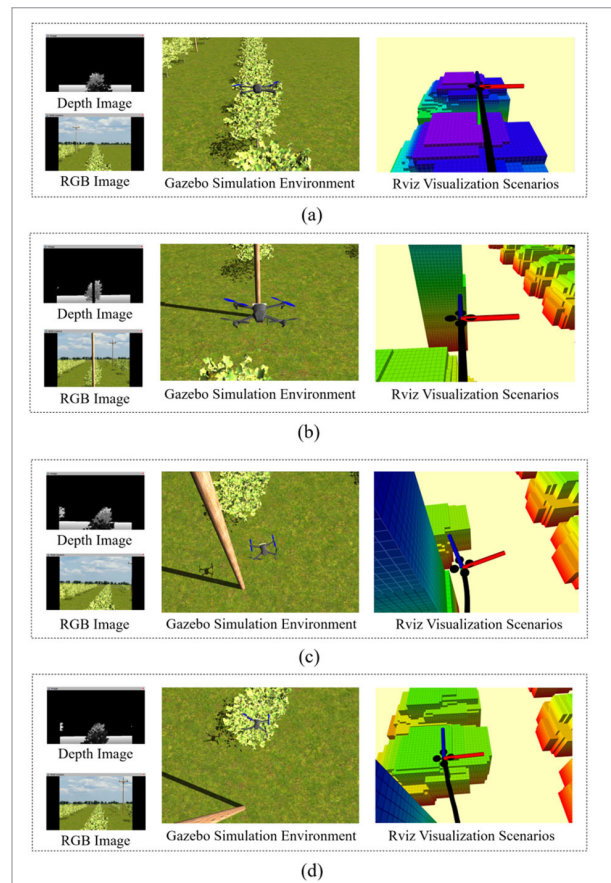 Depth Image
RGB Image
Gazebo Simulation Environment
Rviz Visualization Scenarios
(a)
Depth Image
RGB Image
Gazebo Simulation Environment
Rviz Visualization Scenarios
(b)
Depth Image
RGB Image
Gazebo Simulation Environment
Rviz Visualization Scenarios
(c)
Depth Image
RGB Image
Gazebo Simulation Environment
Rviz Visualization Scenarios
(d)